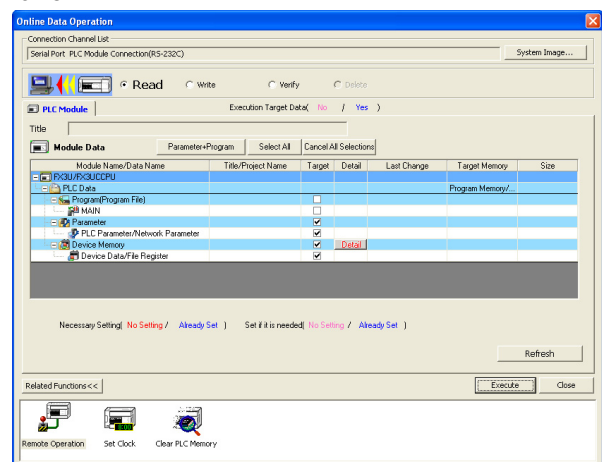 Online Data Operation
Connection Channel List
Serial Port PLC Module Connection(RS-232C)
System Image...
Read Write Verify Delete
PLC Module
Execution Target Data( No / Yes )
Title
Module Data Parameter+Program Select All Cancel All Selections
Module Name/Data Name Title/Project Name Target Detail Last Change Target Memory Size
FX3U/FX3UCCPU
PLC Data Program Memory/...
Program(Program File)
MAIN
Parameter
PLC Parameter/Network Parameter
Device Memory Detail
Device Data/File Register
Necessary Setting( No Setting / Already Set ) Set if it is needed( No Setting / Already Set )
Refresh
Related Functions<< Execute Close
Remote Operation Set Clock Clear PLC Memory